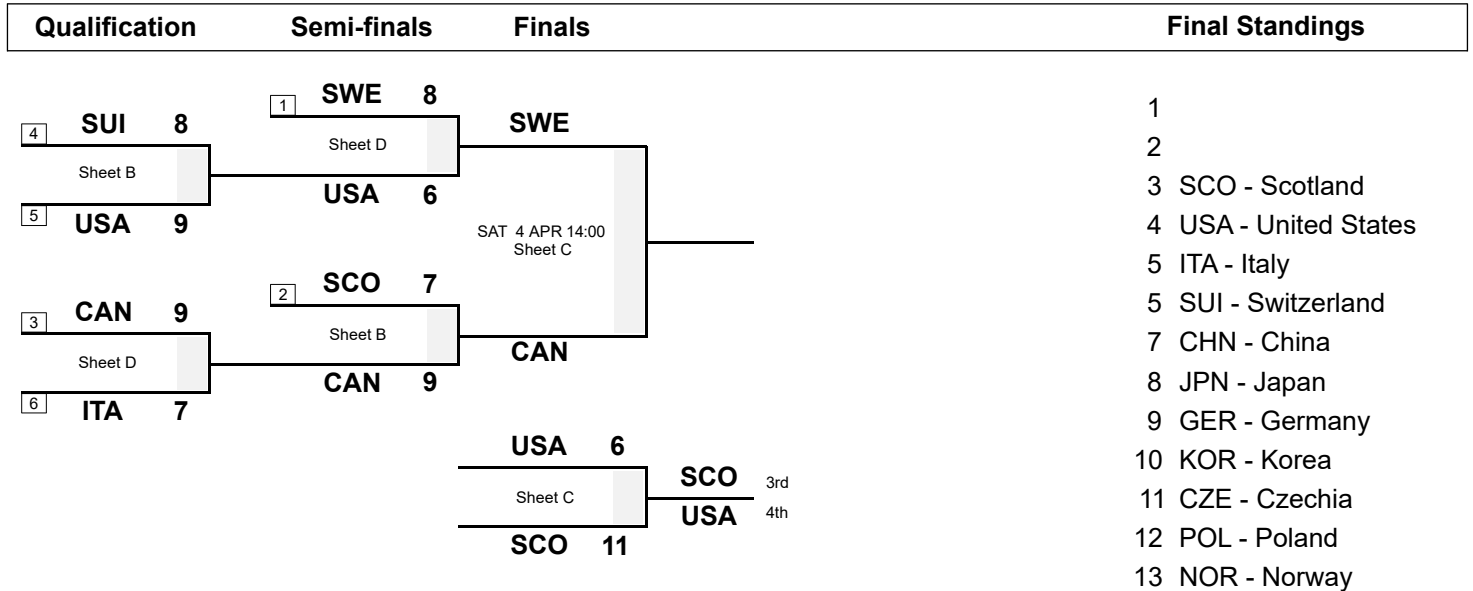 Qualification Semi-finals Finals Final Standings
1 SWE 8
4 SUI 8
Sheet D
Sheet B
USA 6
5 USA 9
SWE
SAT 4 APR 14:00
Sheet C
CAN
2 SCO 7
3 CAN 9
Sheet B
Sheet D
CAN 9
6 ITA 7
USA 6
Sheet C
SCO 11
SCO 3rd
USA 4th
1
2
3 SCO - Scotland
4 USA - United States
5 ITA - Italy
5 SUI - Switzerland
7 CHN - China
8 JPN - Japan
9 GER - Germany
10 KOR - Korea
11 CZE - Czechia
12 POL - Poland
13 NOR - Norway